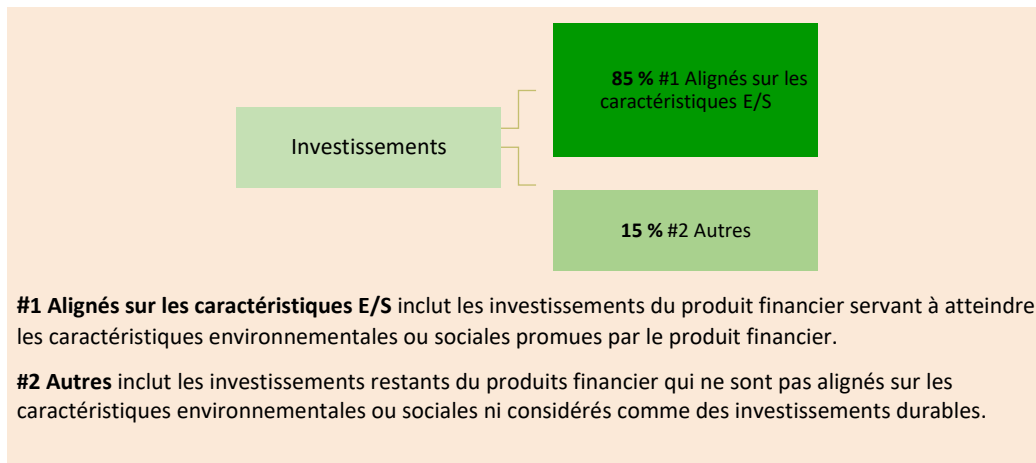 85 % #1 Alignés sur les
caractéristiques E/S
Investissements
15 % #2 Autres
#1 Alignés sur les caractéristiques E/S inclut les investissements du produit financier servant à atteindre
les caractéristiques environnementales ou sociales promues par le produit financier.
#2 Autres inclut les investissements restants du produits financier qui ne sont pas alignés sur les
caractéristiques environnementales ou sociales ni considérés comme des investissements durables.